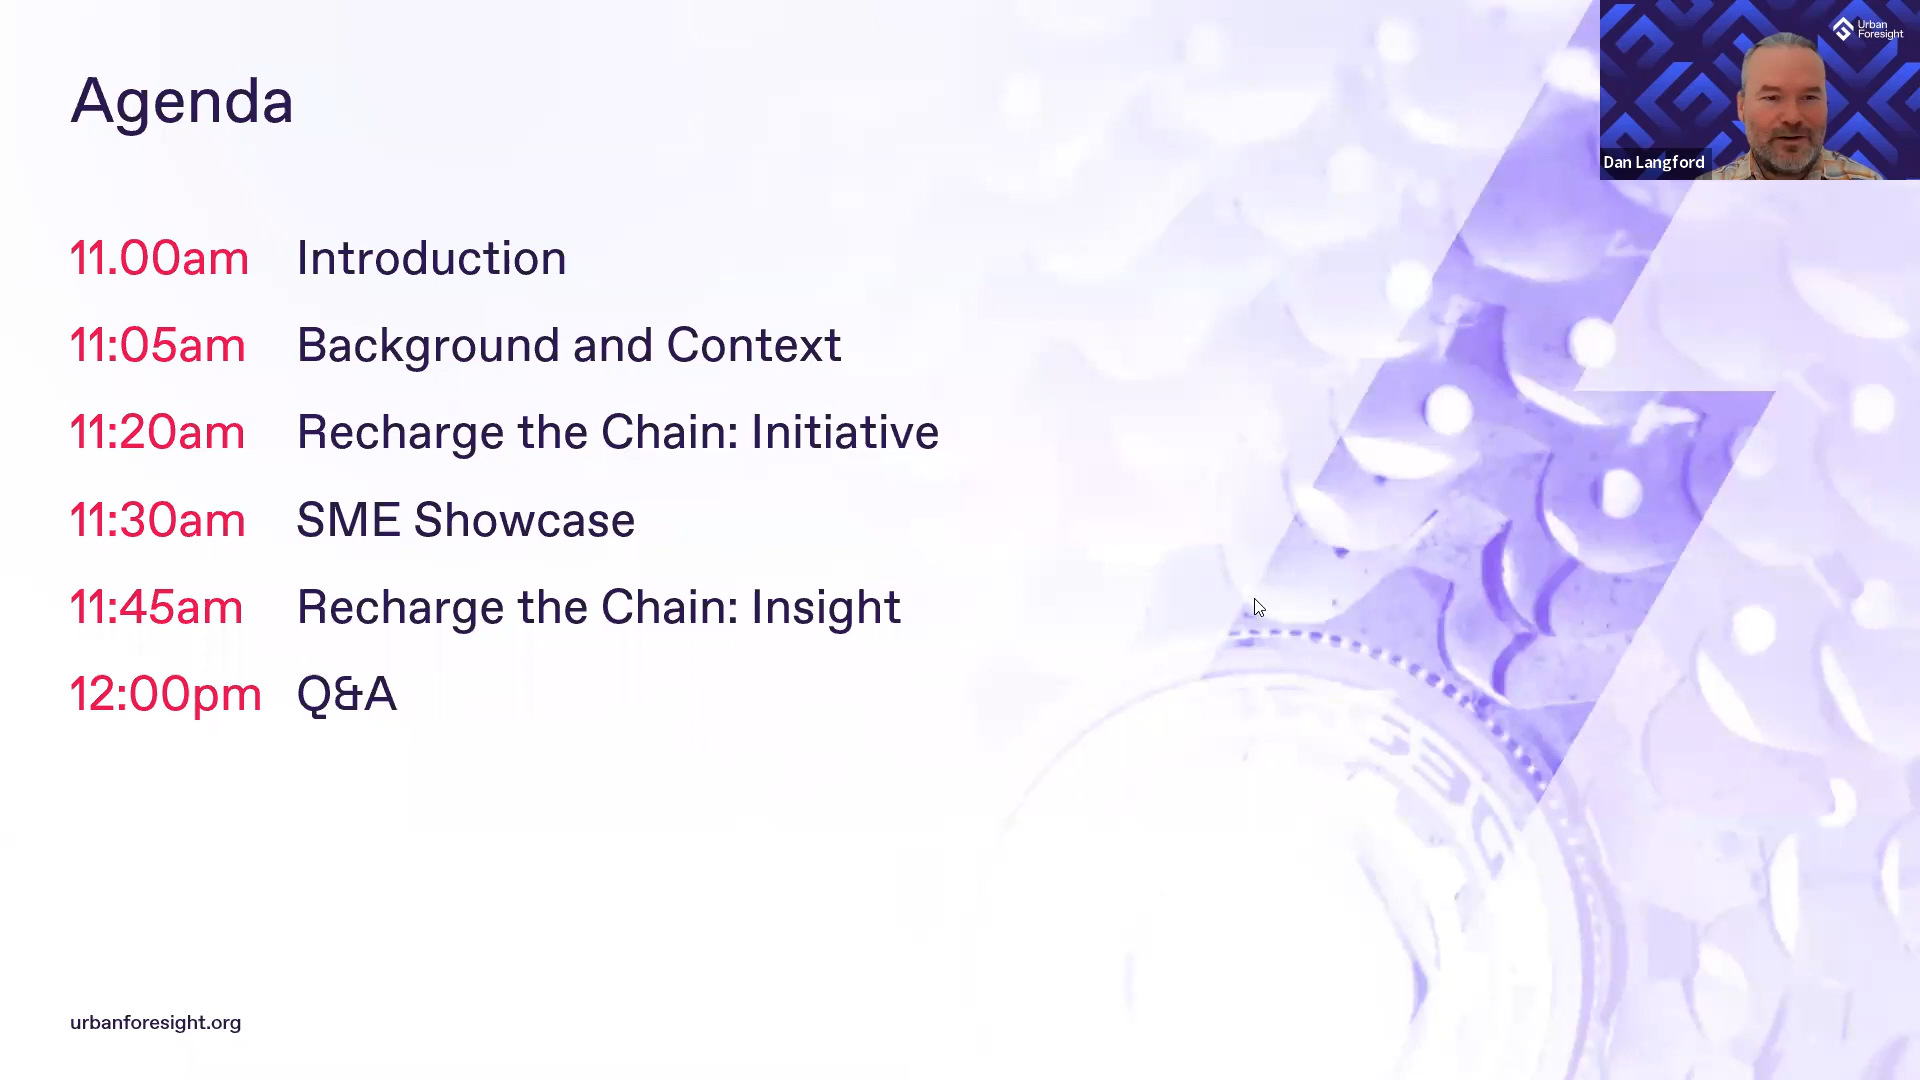 Agenda
11.00am Introduction
11:05am Background and Context
11:20am Recharge the Chain: Initiative
11:30am SME Showcase
11:45am Recharge the Chain: Insight
12:00pm Q&A
urbanforesight.org
Urban
Foresight
Dan Langford